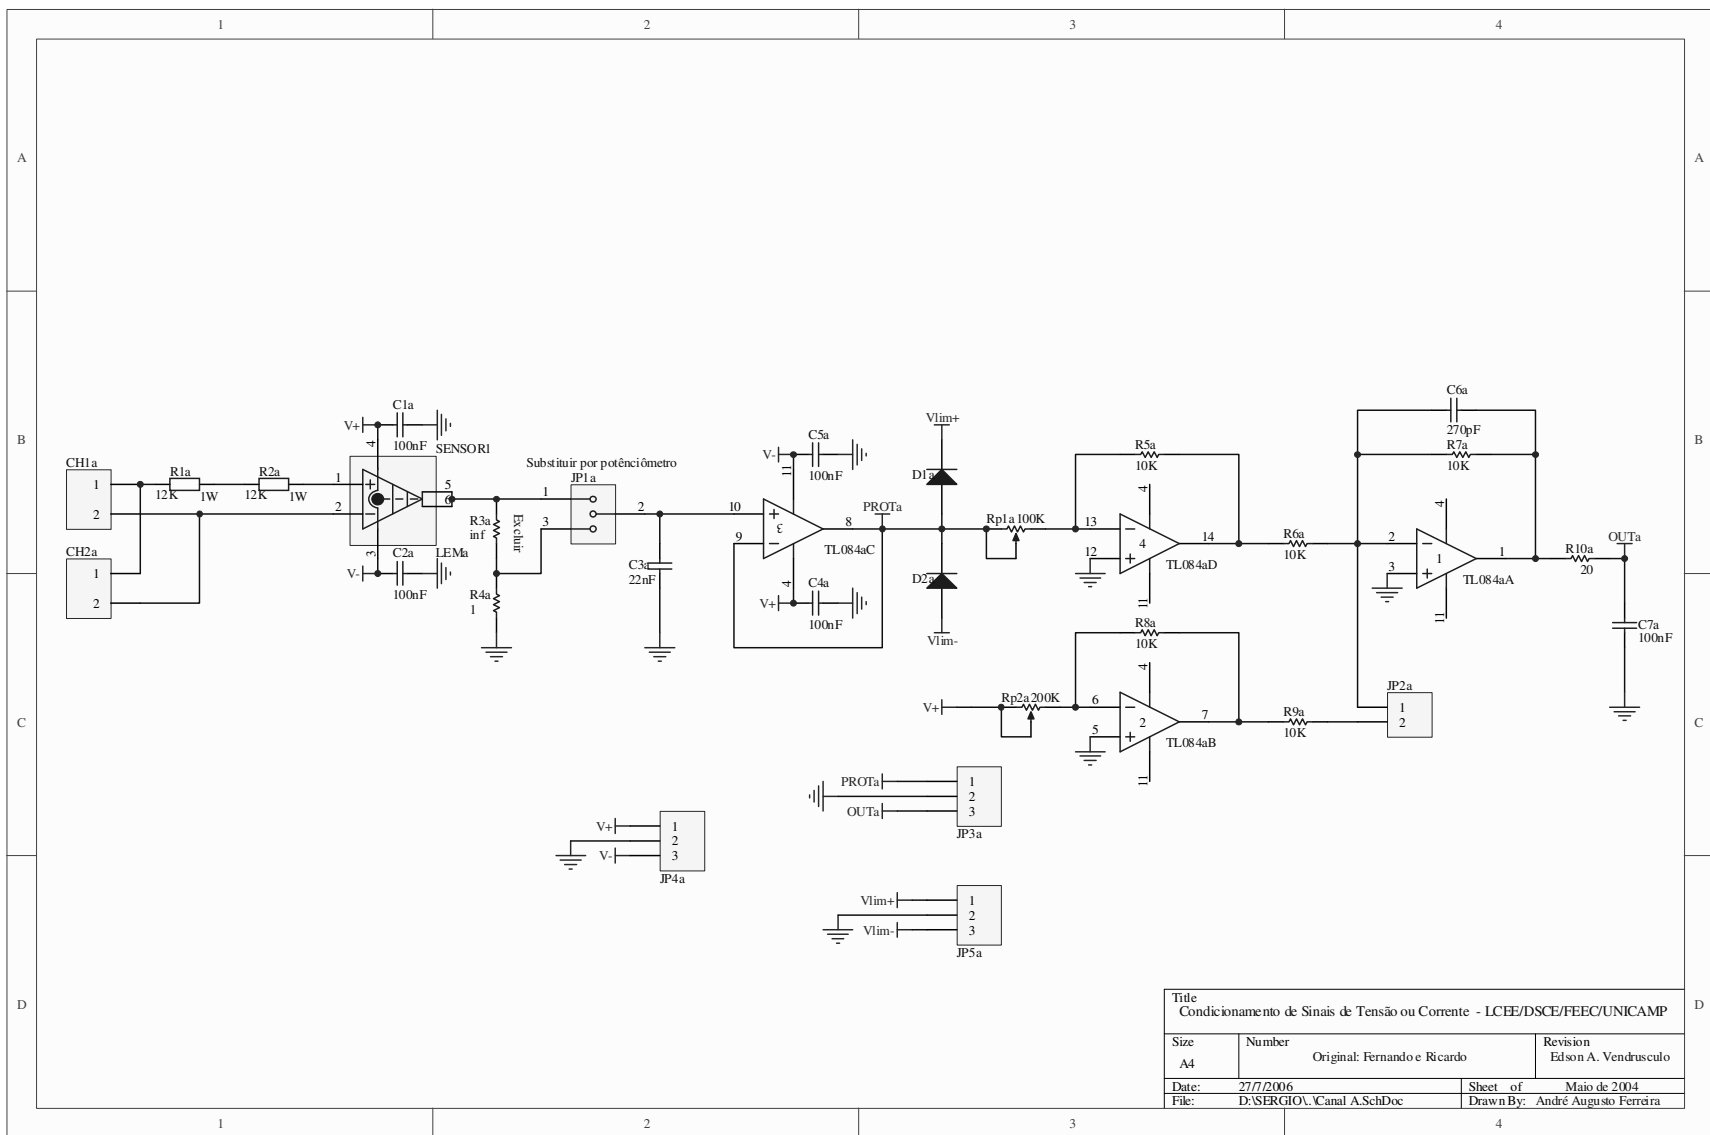 1 2 3 4
A A
B B
C C
D D
1 2 3 4
CH1a
1
2
CH2a
1
2
R1a
12K 1W
R2a
12K 1W
V+
C1a
100nF
4
SENSOR1
1
2
5
6
3
V-
C2a
100nF
LEMa
R3a
inf
Excluir
R4a
1
Substituir por potênciômetro
JP1a
1
3
2
C3a
22nF
V-
C5a
100nF
11
10
9
3
8
TL084aC
4
V+
C4a
100nF
PROTa
Vlim+
D1a
D2a
Vlim-
Rp1a 100K
R5a
10K
4
13
12
4
14
TL084aD
11
R6a
10K
V+
Rp2a 200K
R8a
10K
4
6
5
2
7
TL084aB
11
R9a
10K
C6a
270pF
R7a
10K
4
2
3
1
1
TL084aA
11
R10a
20
OUTa
C7a
100nF
JP2a
1
2
PROTa 1
2
OUTa 3
JP3a
V+ 1
2
V- 3
JP4a
Vlim+ 1
2
Vlim- 3
JP5a
Title
Condicionamento de Sinais de Tensão ou Corrente - LCEE/DSCE/FEEC/UNICAMP
Size Number Revision
A4 Original: Fernando e Ricardo Edson A. Vendrusculo
Date: 27/7/2006 Sheet of Maio de 2004
File: D:\SERGIO\..\Canal A.SchDoc Drawn By: André Augusto Ferreira